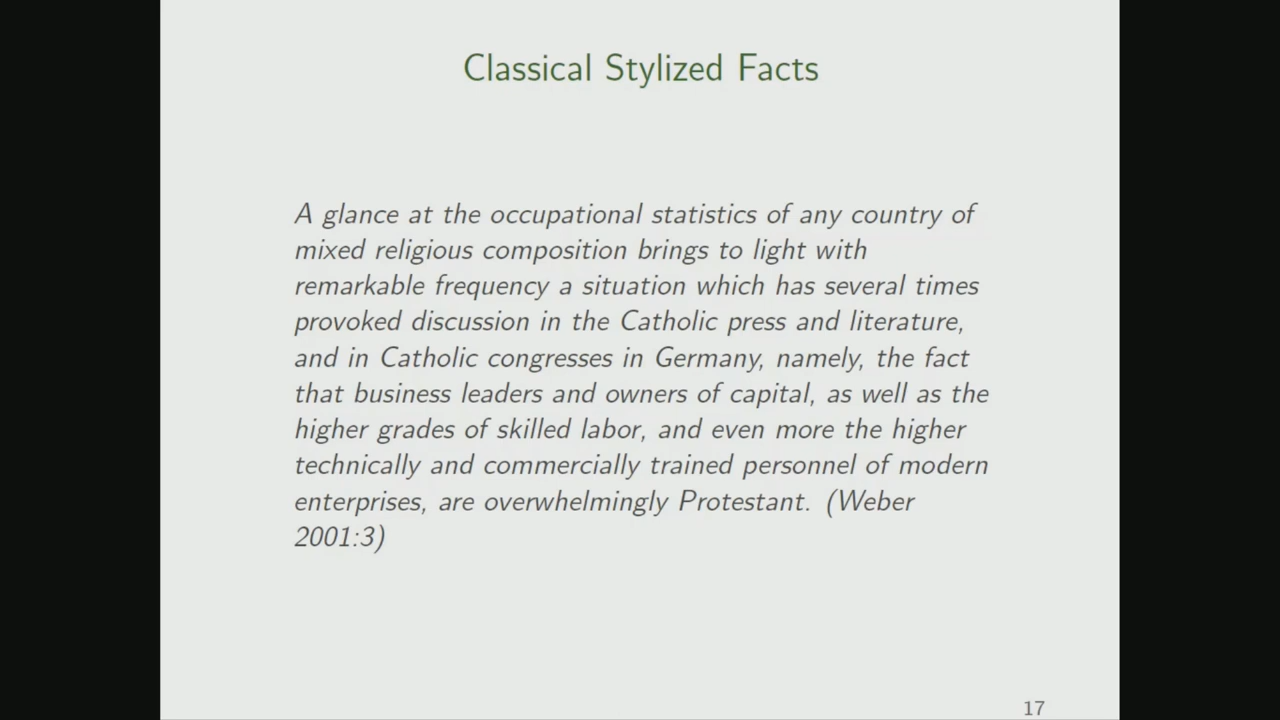 Classical Stylized Facts
A glance at the occupational statistics of any country of
mixed religious composition brings to light with
remarkable frequency a situation which has several times
provoked discussion in the Catholic press and literature,
and in Catholic congresses in Germany, namely, the fact
that business leaders and owners of capital, as well as the
higher grades of skilled labor, and even more the higher
technically and commercially trained personnel of modern
enterprises, are overwhelmingly Protestant. (Weber
2001:3)
17